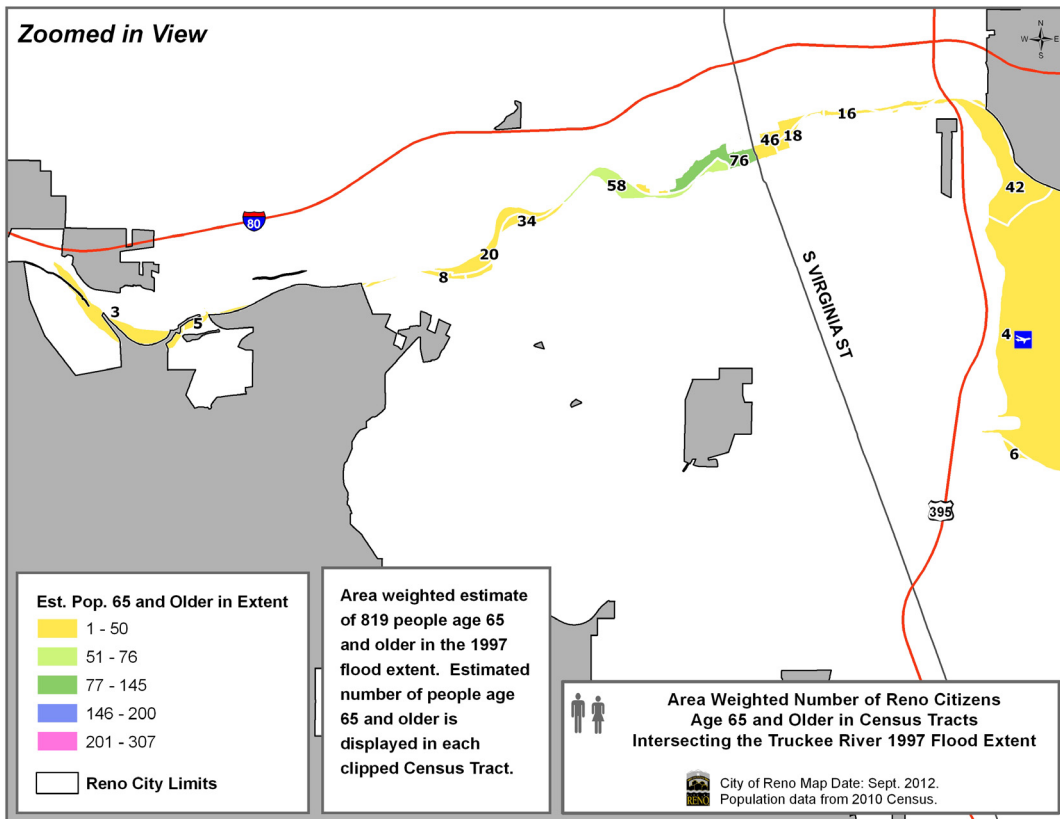 Zoomed in View
N
W E
S
80
16
46
18
76
58
42
34
20
8
3
5
S VIRGINIA ST
4
6
395
Est. Pop. 65 and Older in Extent
1 - 50
51 - 76
77 - 145
146 - 200
201 - 307
Reno City Limits
Area weighted estimate
of 819 people age 65
and older in the 1997
flood extent. Estimated
number of people age
65 and older is
displayed in each
clipped Census Tract.
Area Weighted Number of Reno Citizens
Age 65 and Older in Census Tracts
Intersecting the Truckee River 1997 Flood Extent
RENO
City of Reno Map Date: Sept. 2012.
Population data from 2010 Census.